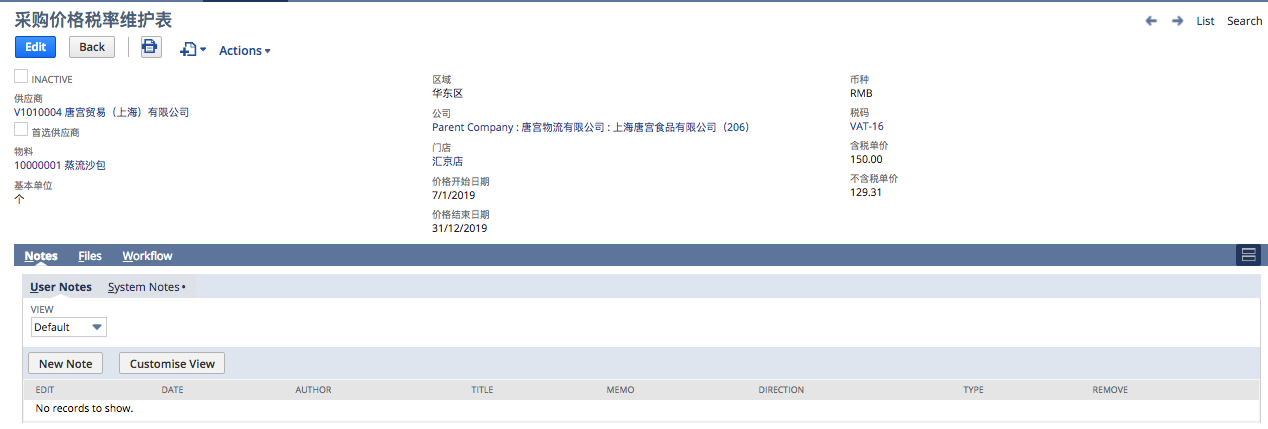 采购价格税率维护表
List Search
Edit Back Actions
INACTIVE
供应商
V1010004 唐宫贸易（上海）有限公司
首选供应商
物料
10000001 蒸流沙包
基本单位
个
区域
华东区
公司
Parent Company : 唐宫物流有限公司 : 上海唐宫食品有限公司（206）
门店
汇京店
价格开始日期
7/1/2019
价格结束日期
31/12/2019
币种
RMB
税码
VAT-16
含税单价
150.00
不含税单价
129.31
Notes Files Workflow
User Notes System Notes •
VIEW
Default
New Note Customise View
EDIT DATE AUTHOR TITLE MEMO DIRECTION TYPE REMOVE
No records to show.